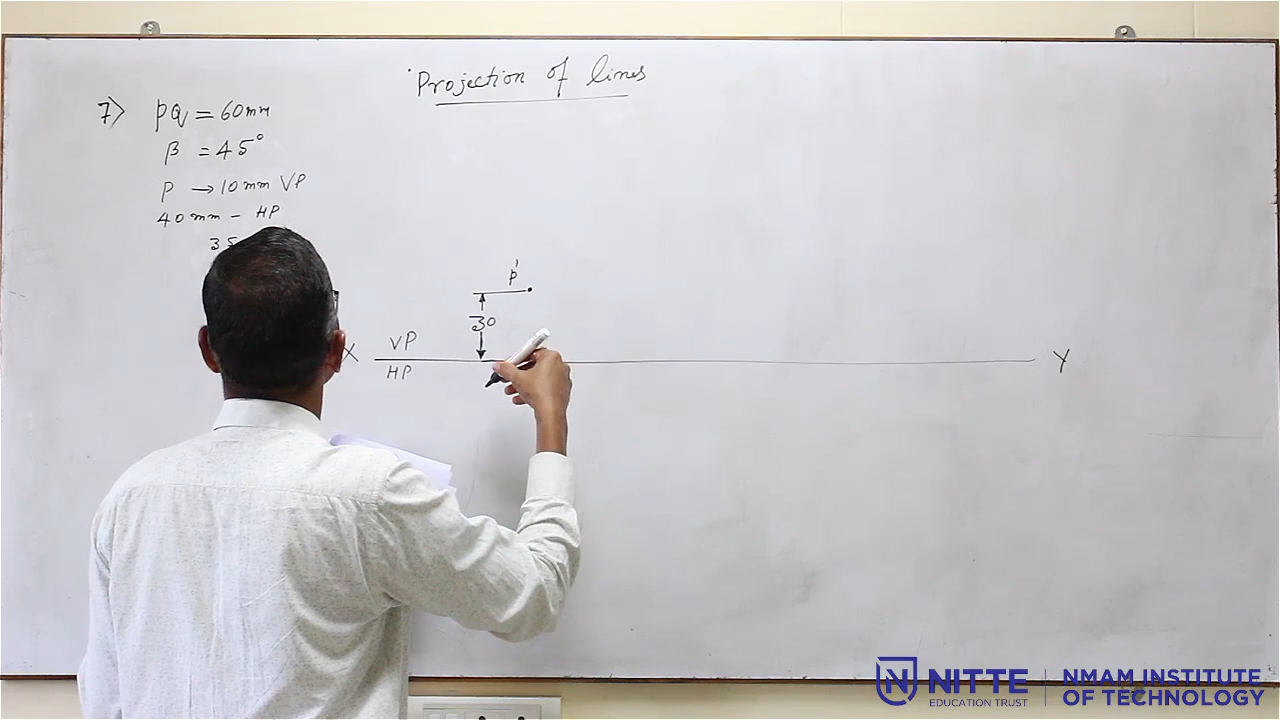 Projection of lines
7) PQ = 60mm
β = 45°
P → 10mm VP
40mm - HP
35
p'
30
X VP
HP
Y
NITTE
EDUCATION TRUST
NMAM INSTITUTE
OF TECHNOLOGY